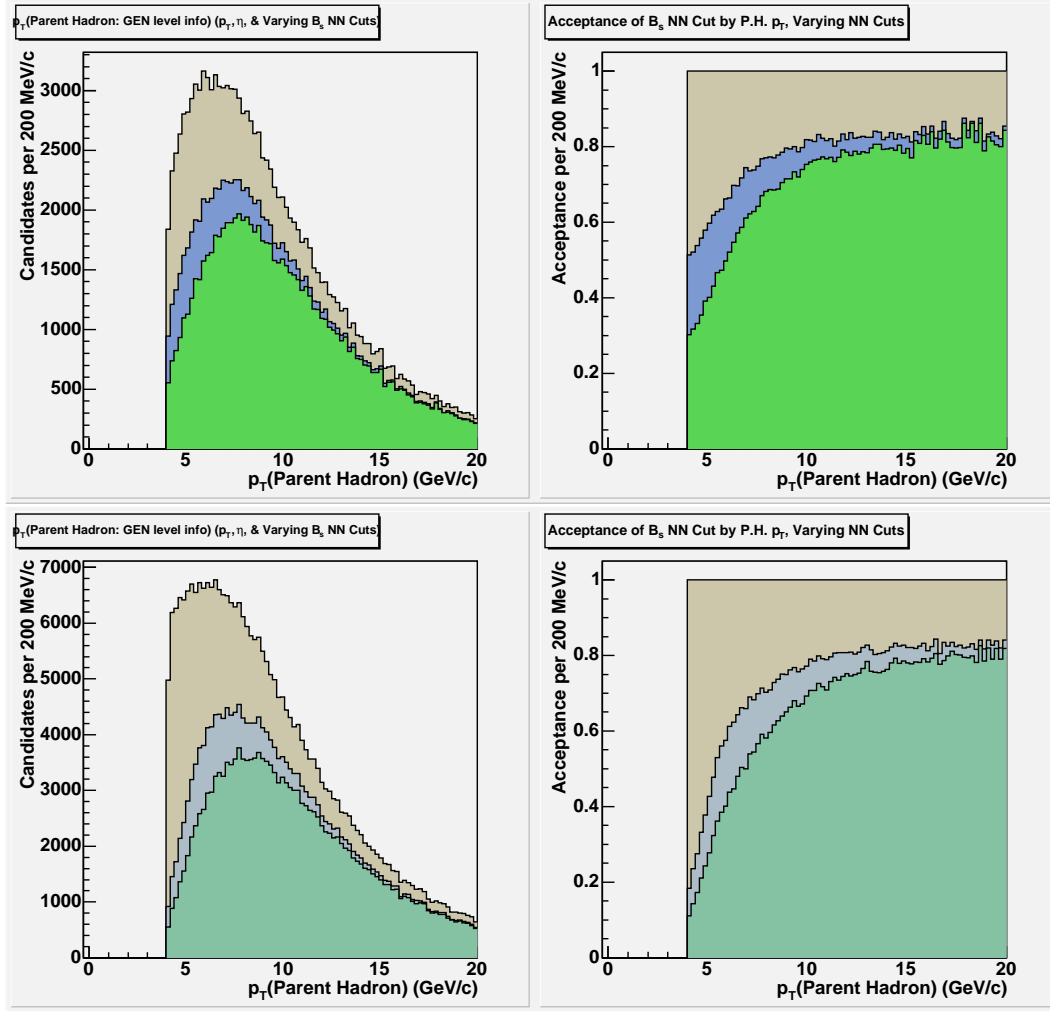 p_T(Parent Hadron: GEN level info) (p_T, η, & Varying B_s NN Cuts)
Candidates per 200 MeV/c
3000
2500
2000
1500
1000
500
0
0 5 10 15 20
p_T(Parent Hadron) (GeV/c)
Acceptance of B_s NN Cut by P.H. p_T, Varying NN Cuts
Acceptance per 200 MeV/c
1
0.8
0.6
0.4
0.2
0
0 5 10 15 20
p_T(Parent Hadron) (GeV/c)
p_T(Parent Hadron: GEN level info) (p_T, η, & Varying B_s NN Cuts)
Candidates per 200 MeV/c
7000
6000
5000
4000
3000
2000
1000
0
0 5 10 15 20
p_T(Parent Hadron) (GeV/c)
Acceptance of B_s NN Cut by P.H. p_T, Varying NN Cuts
Acceptance per 200 MeV/c
1
0.8
0.6
0.4
0.2
0
0 5 10 15 20
p_T(Parent Hadron) (GeV/c)